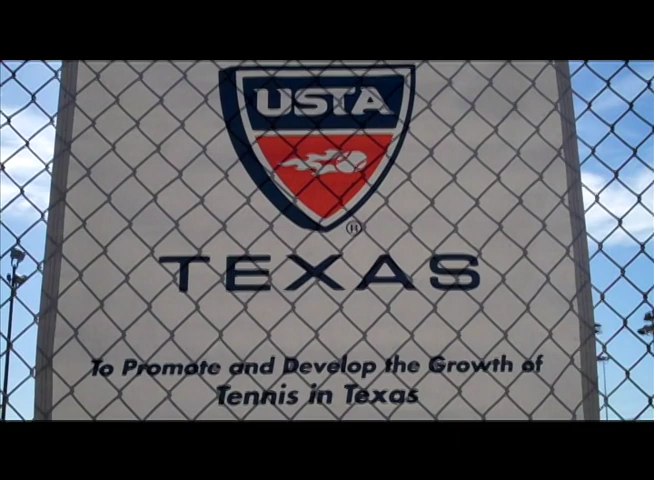 USTA
TEXAS
To Promote and Develop the Growth of
Tennis in Texas